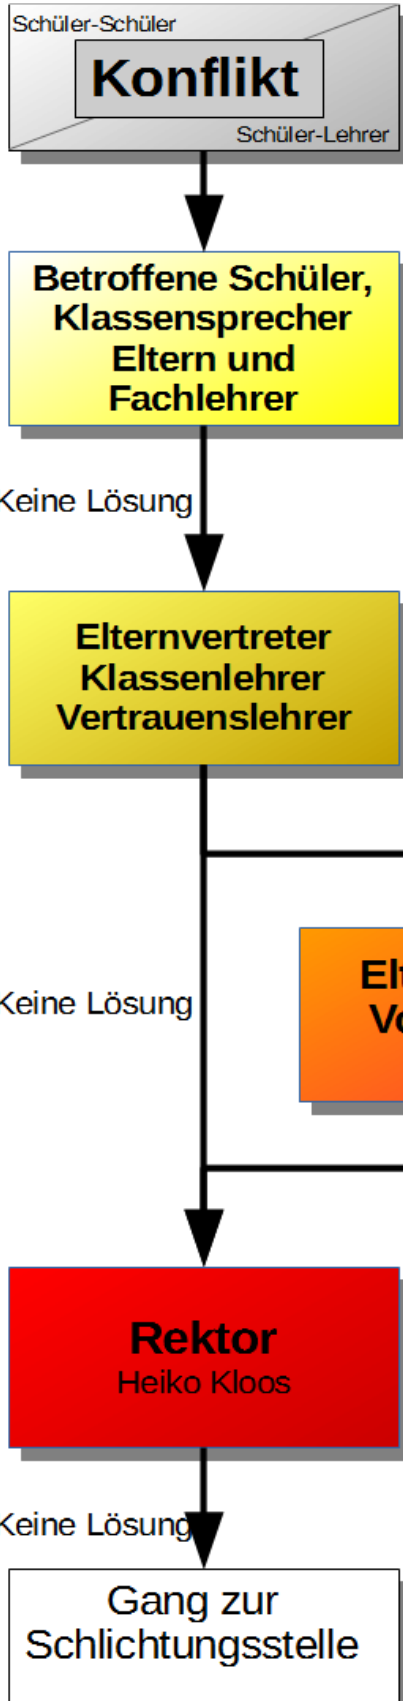 Schüler-Schüler
Konflikt
Schüler-Lehrer
Betroffene Schüler,
Klassensprecher
Eltern und
Fachlehrer
Keine Lösung
Elternvertreter
Klassenlehrer
Vertrauenslehrer
Keine Lösung
Rektor
Heiko Kloos
Keine Lösung
Gang zur
Schlichtungsstelle